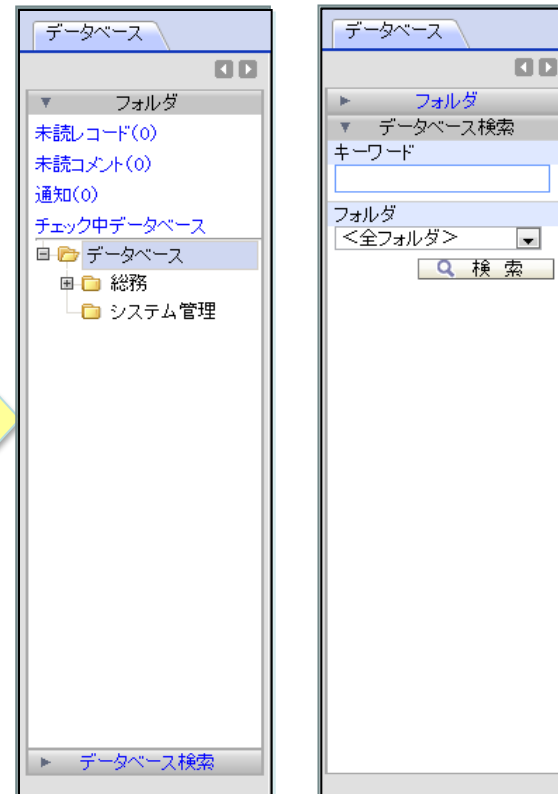 データベース
フォルダ
未読レコード(0)
未読コメント(0)
通知(0)
チェック中データベース
データベース
総務
システム管理
データベース検索
データベース
フォルダ
データベース検索
キーワード
フォルダ
<全フォルダ>
検 索